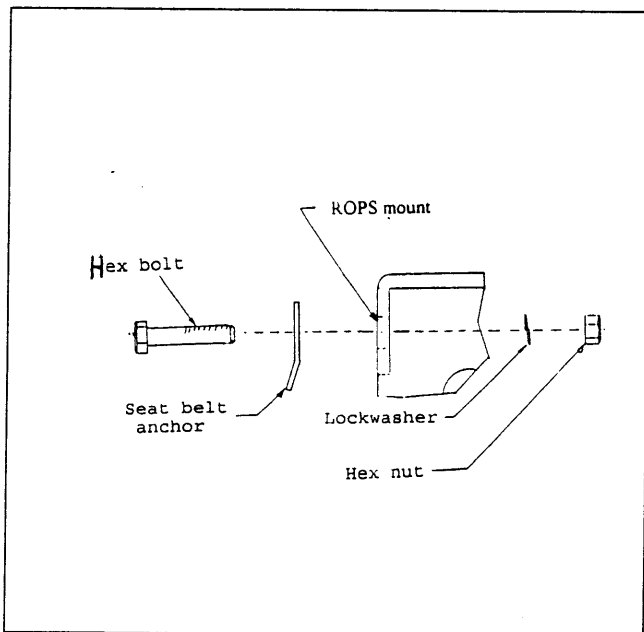 ROPS mount
Hex bolt
Seat belt
anchor
Lockwasher
Hex nut